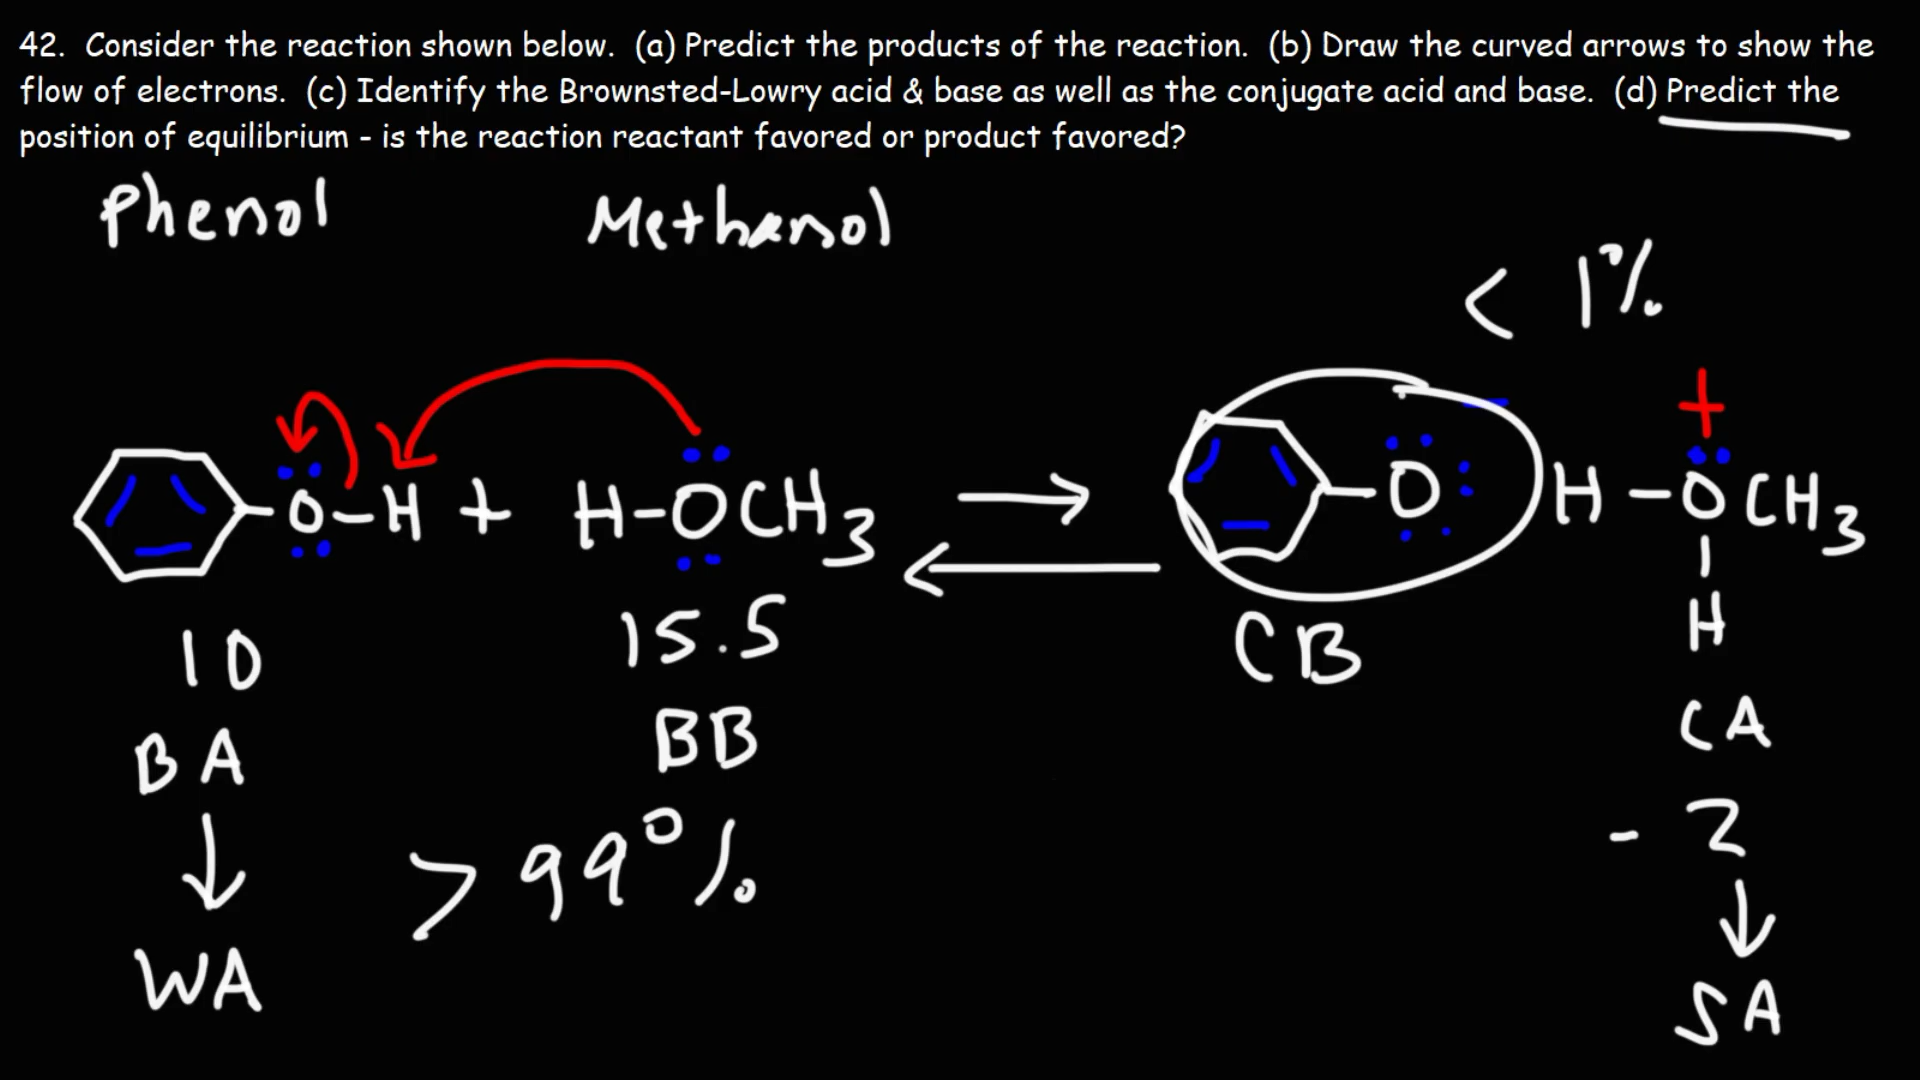 42. Consider the reaction shown below. (a) Predict the products of the reaction. (b) Draw the curved arrows to show the
flow of electrons. (c) Identify the Brownsted-Lowry acid & base as well as the conjugate acid and base. (d) Predict the
position of equilibrium - is the reaction reactant favored or product favored?
Phenol Methanol
< 1%
+
O-H + H-OCH3 → ← O H-OCH3
H
10 15.5 CB
BA BB CA
> 99% -2
WA SA